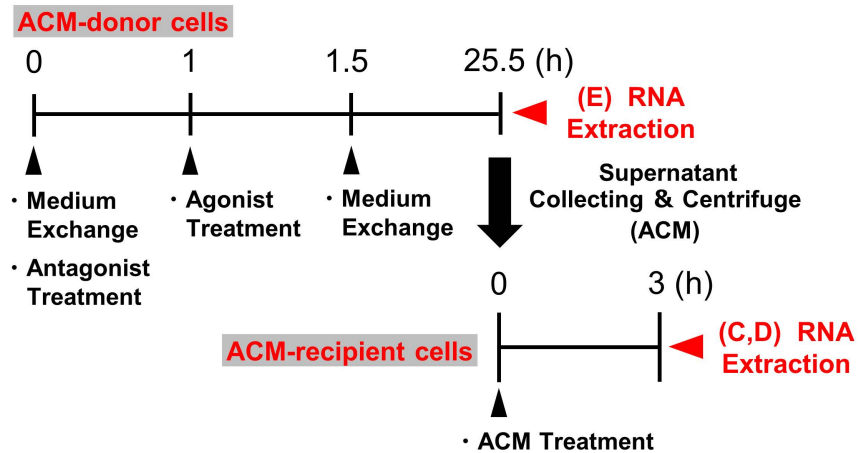 ACM-donor cells
0 1 1.5 25.5 (h)
(E) RNA
Extraction
・Medium
Exchange
・Antagonist
Treatment
・Agonist
Treatment
・Medium
Exchange
Supernatant
Collecting & Centrifuge
(ACM)
0 3 (h)
ACM-recipient cells
(C,D) RNA
Extraction
・ACM Treatment